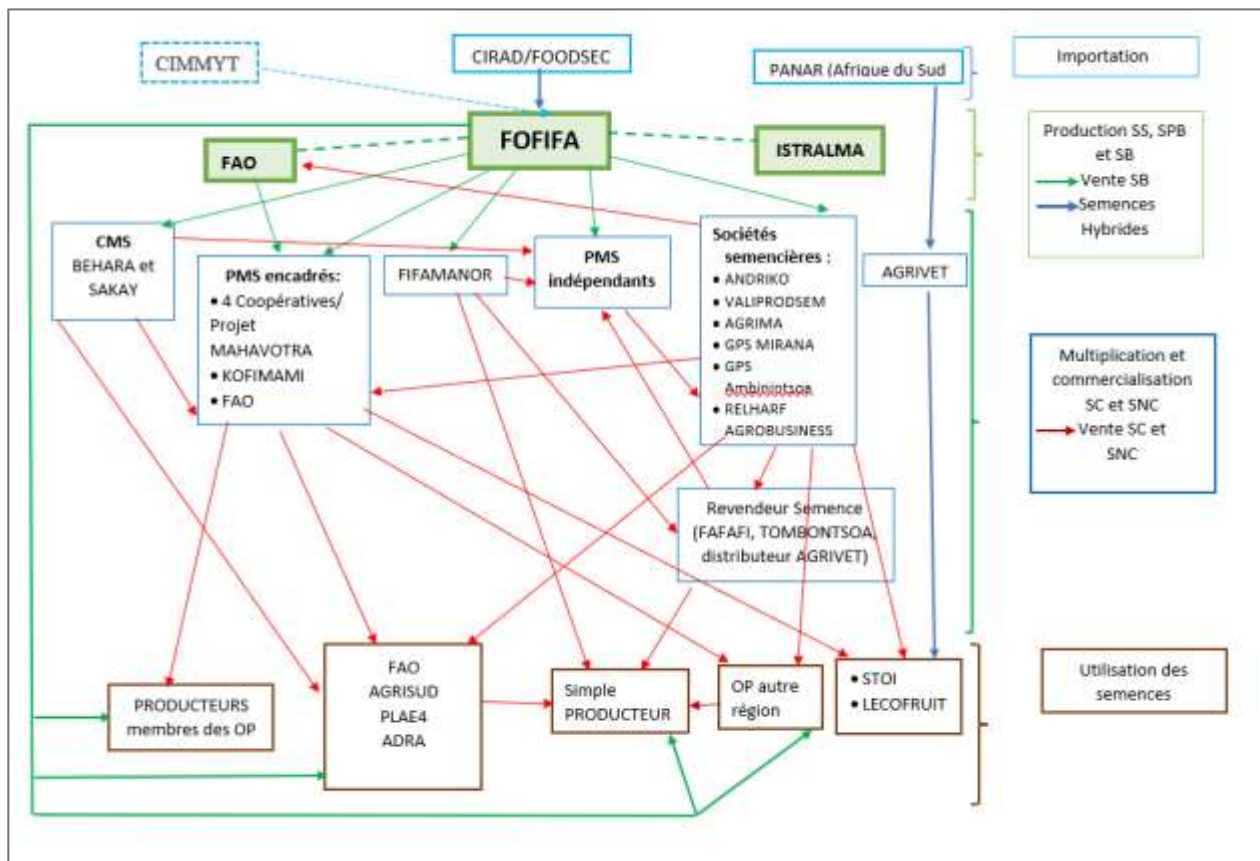 CIMMYT
CIRAD/FOODSEC
PANAR (Afrique du Sud
Importation
FOFIFA
FAO
ISTRALMA
Production SS, SPB
et SB
Vente SB
Semences
Hybrides
CMS
BEHARA et
SAKAY
PMS encadrés:
• 4 Coopératives/
Projet
MAHAVOTRA
• KOFIMAMI
• FAO
FIFAMANOR
PMS
indépendants
Sociétés
semencières :
• ANDRIKO
• VALIPRODSEM
• AGRIMA
• GPS MIRANA
• GPS
Ambinintsoa
• RELHARF
AGROBUSINESS
AGRIVET
Multiplication et
commercialisation
SC et SNC
Vente SC et
SNC
Revendeur Semence
(FAFAFI, TOMBONTSOA,
distributeur AGRIVET)
PRODUCTEURS
membres des OP
FAO
AGRISUD
PLAE4
ADRA
Simple
PRODUCTEUR
OP autre
région
• STOI
• LECOFRUIT
Utilisation des
semences